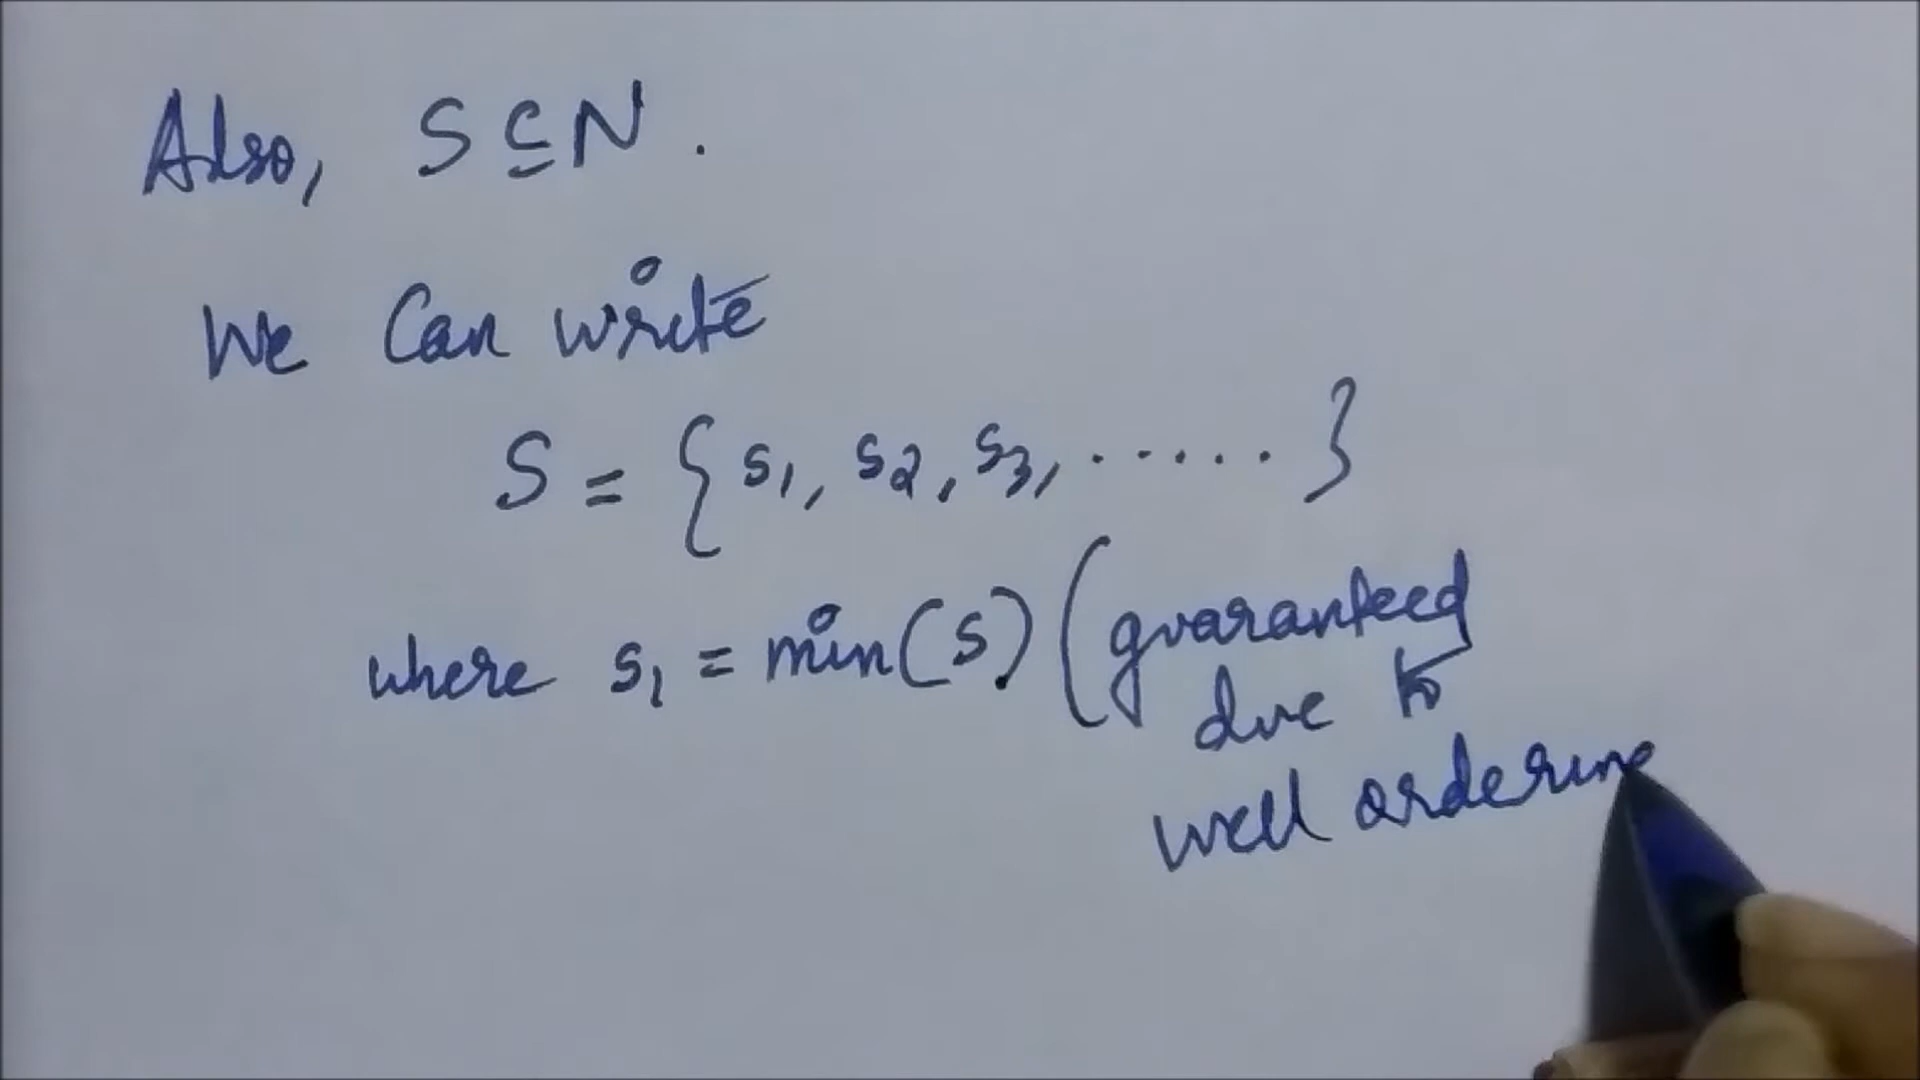 Also, S ⊆ N.
We Can write
S = { s₁, s₂, s₃, ...... }
where s₁ = min(S) (guaranteed
due to
well ordering